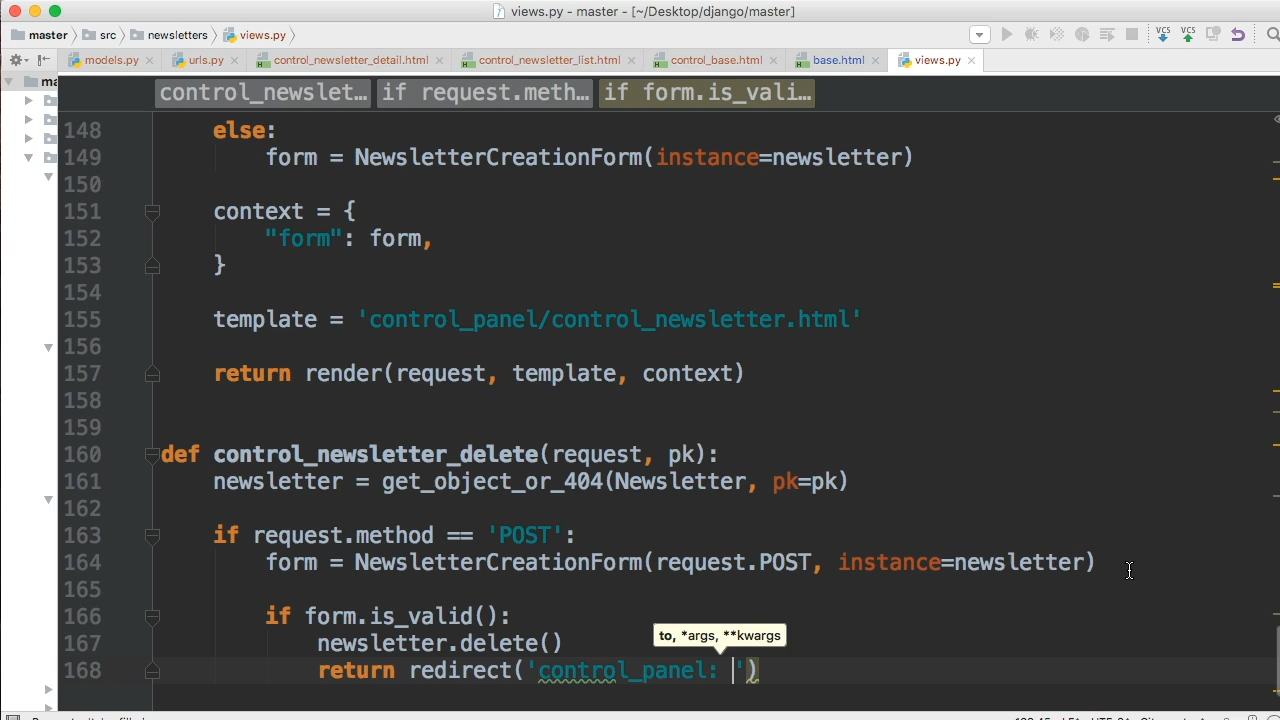 views.py - master - [~/Desktop/django/master]
master src newsletters views.py
VCS VCS
models.py urls.py control_newsletter_detail.html control_newsletter_list.html control_base.html base.html views.py
ma
control_newslet… if request.meth… if form.is_vali…
148 else:
149 form = NewsletterCreationForm(instance=newsletter)
150
151 context = {
152 "form": form,
153 }
154
155 template = 'control_panel/control_newsletter.html'
156
157 return render(request, template, context)
158
159
160 def control_newsletter_delete(request, pk):
161 newsletter = get_object_or_404(Newsletter, pk=pk)
162
163 if request.method == 'POST':
164 form = NewsletterCreationForm(request.POST, instance=newsletter)
165
166 if form.is_valid():
167 newsletter.delete()
to, *args, **kwargs
168 return redirect('control_panel: ')